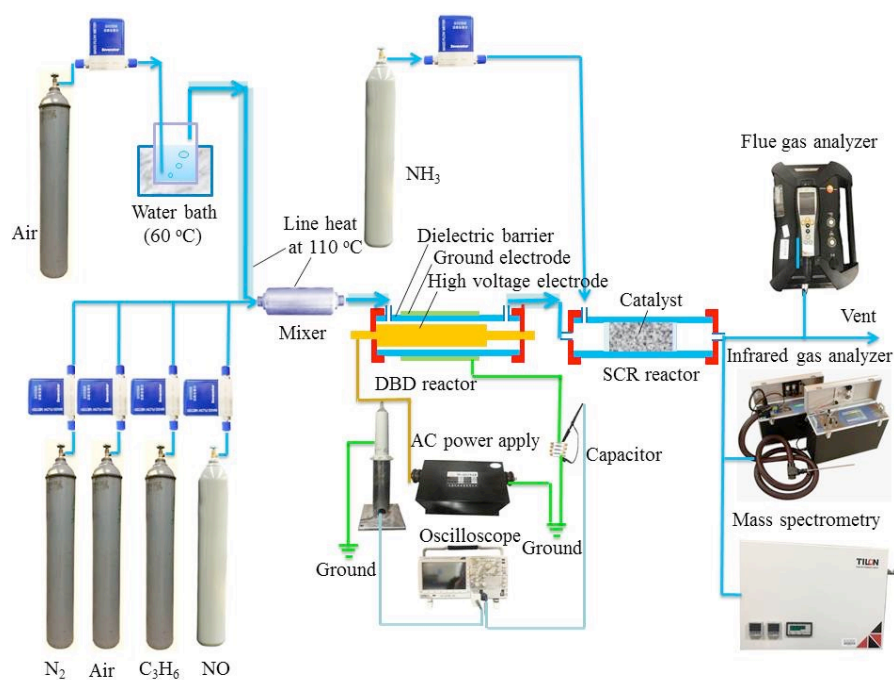 Air
Water bath
(60 °C)
Line heat
at 110 °C
Mixer
NH₃
Dielectric barrier
Ground electrode
High voltage electrode
DBD reactor
Catalyst
SCR reactor
Flue gas analyzer
Vent
Infrared gas analyzer
AC power apply
Capacitor
Ground
Oscilloscope
Ground
Mass spectrometry
TILON
N₂
Air
C₃H₆
NO